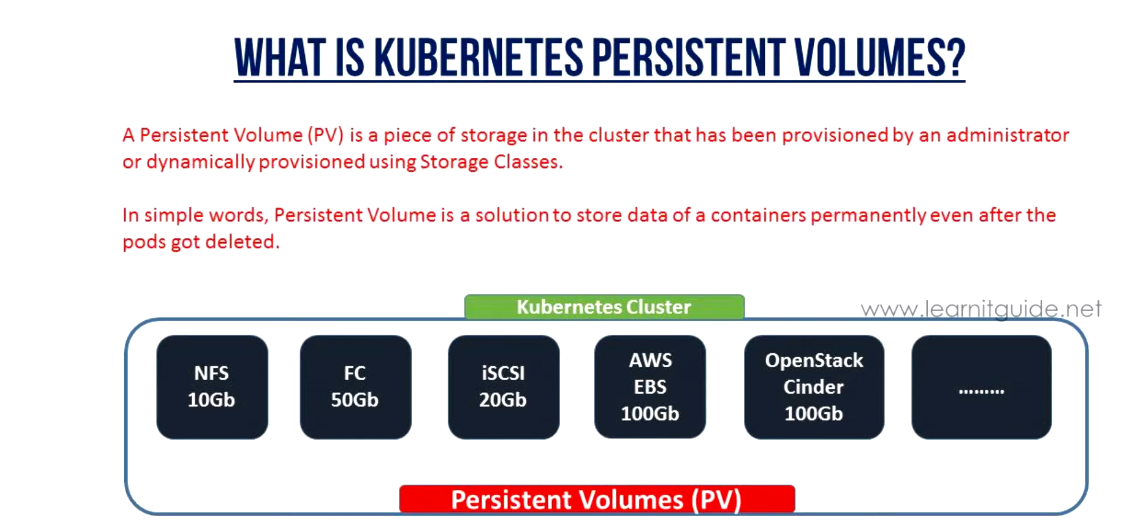 WHAT IS KUBERNETES PERSISTENT VOLUMES?
A Persistent Volume (PV) is a piece of storage in the cluster that has been provisioned by an administrator
or dynamically provisioned using Storage Classes.
In simple words, Persistent Volume is a solution to store data of a containers permanently even after the
pods got deleted.
Kubernetes Cluster
www.learnitguide.net
NFS
10Gb
FC
50Gb
iSCSI
20Gb
AWS
EBS
100Gb
OpenStack
Cinder
100Gb
.........
Persistent Volumes (PV)